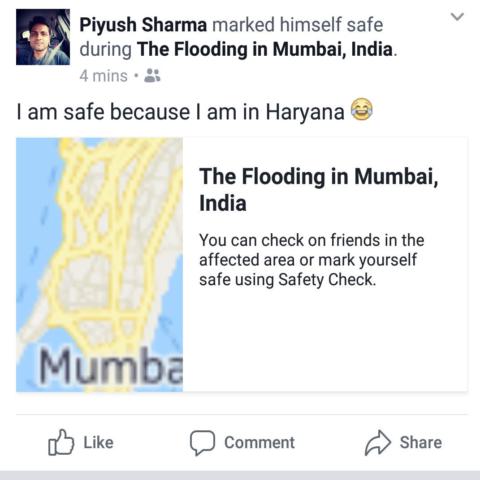 Piyush Sharma marked himself safe
during The Flooding in Mumbai, India.
4 mins •
I am safe because I am in Haryana 😂
The Flooding in Mumbai,
India
You can check on friends in the
affected area or mark yourself
safe using Safety Check.
Mumba
Like Comment Share